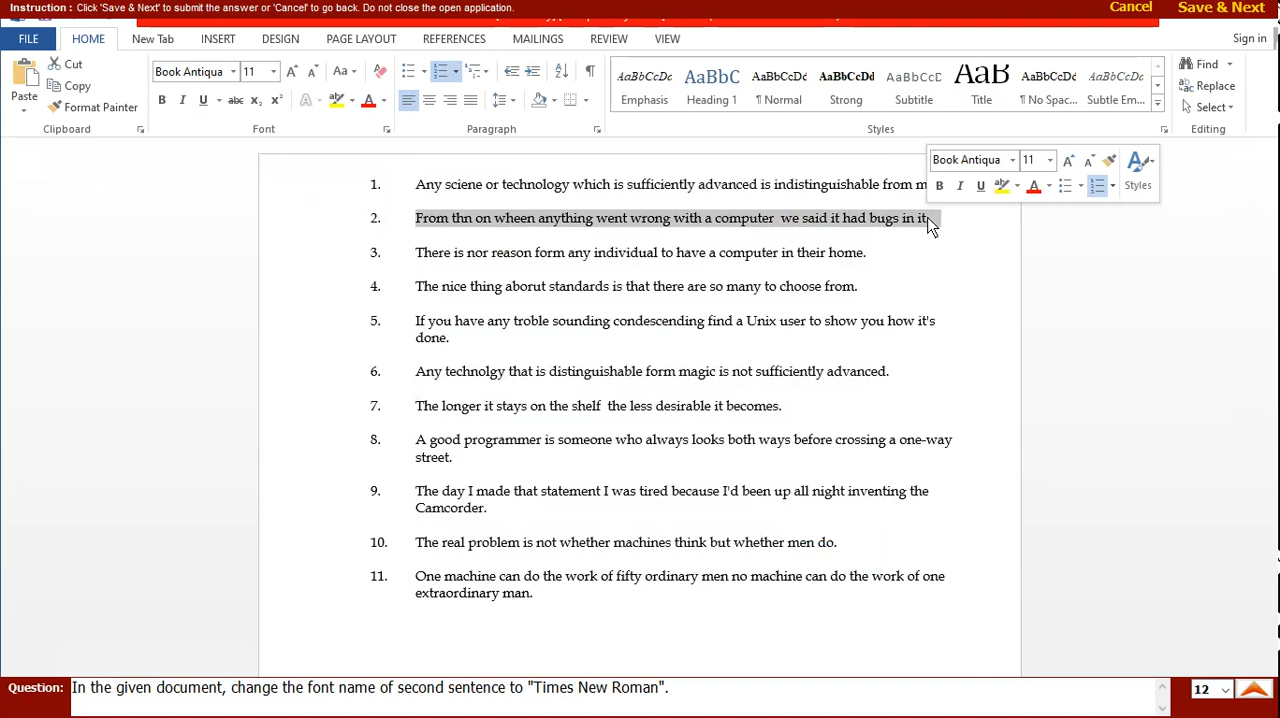 Instruction : Click 'Save & Next' to submit the answer or 'Cancel' to go back. Do not close the open application.
Cancel Save & Next
FILE HOME New Tab INSERT DESIGN PAGE LAYOUT REFERENCES MAILINGS REVIEW VIEW Sign in
Cut
Copy
Format Painter
Paste
Clipboard
Book Antiqua 11
Aa
B I U abc x₂ x²
A ab A
Font
Paragraph
AaBbCcDc AaBbC AaBbCcDd AaBbCcDc AaBbCcDd AaB AaBbCcDd AaBbCcDc
Emphasis Heading 1 ¶ Normal Strong Subtitle Title ¶ No Spac... Subtle Em...
Styles
Find
Replace
Select
Editing
Book Antiqua 11
B I U ab A Styles
1. Any sciene or technology which is sufficiently advanced is indistinguishable from
2. From thn on wheen anything went wrong with a computer  we said it had bugs in it
3. There is nor reason form any individual to have a computer in their home.
4. The nice thing aborut standards is that there are so many to choose from.
5. If you have any troble sounding condescending find a Unix user to show you how it's
done.
6. Any technolgy that is distinguishable form magic is not sufficiently advanced.
7. The longer it stays on the shelf  the less desirable it becomes.
8. A good programmer is someone who always looks both ways before crossing a one-way
street.
9. The day I made that statement I was tired because I'd been up all night inventing the
Camcorder.
10. The real problem is not whether machines think but whether men do.
11. One machine can do the work of fifty ordinary men no machine can do the work of one
extraordinary man.
Question: In the given document, change the font name of second sentence to "Times New Roman".
12